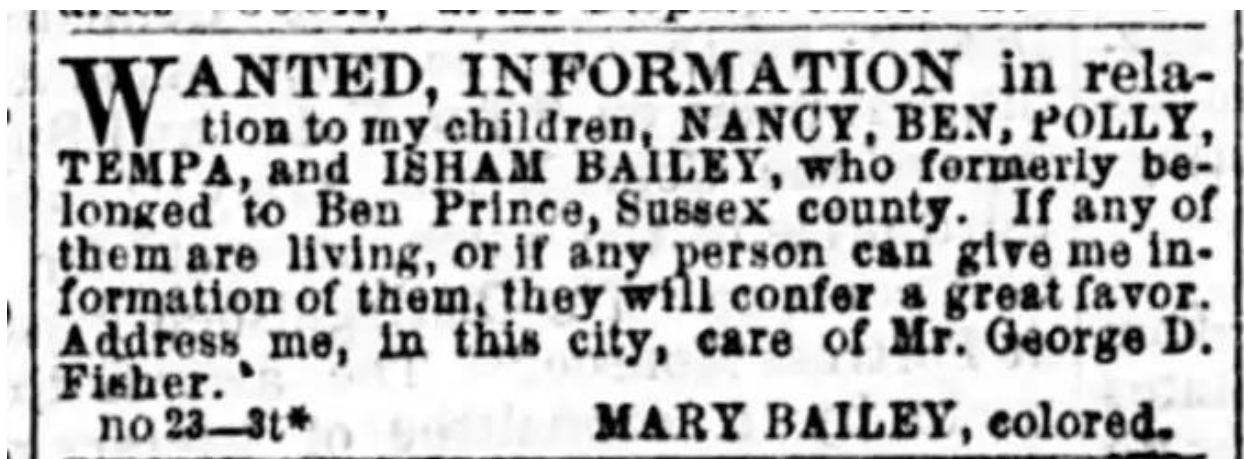 WANTED, INFORMATION in rela-
tion to my children, NANCY, BEN, POLLY,
TEMPA, and ISHAM BAILEY, who formerly be-
longed to Ben Prince, Sussex county. If any of
them are living, or if any person can give me in-
formation of them, they will confer a great favor.
Address me, in this city, care of Mr. George D.
Fisher.
no 23—3t*
MARY BAILEY, colored.